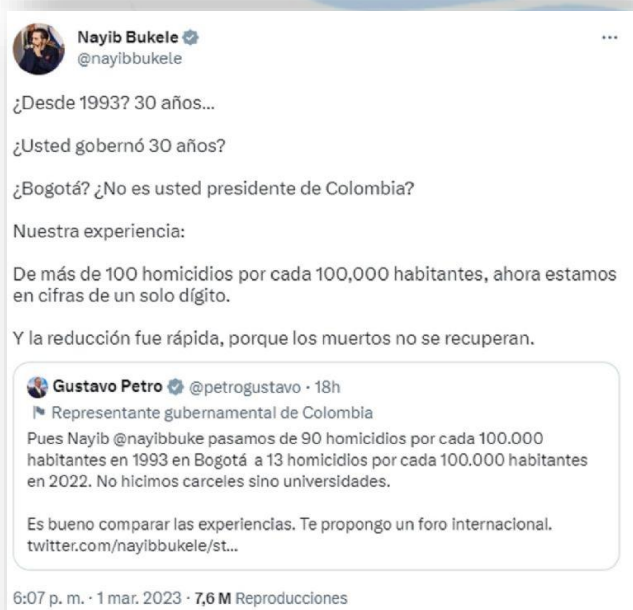 Nayib Bukele
@nayibbukele
¿Desde 1993? 30 años...
¿Usted gobernó 30 años?
¿Bogotá? ¿No es usted presidente de Colombia?
Nuestra experiencia:
De más de 100 homicidios por cada 100,000 habitantes, ahora estamos
en cifras de un solo dígito.
Y la reducción fue rápida, porque los muertos no se recuperan.
Gustavo Petro @petrogustavo · 18h
Representante gubernamental de Colombia
Pues Nayib @nayibbuke pasamos de 90 homicidios por cada 100.000
habitantes en 1993 en Bogotá a 13 homicidios por cada 100.000 habitantes
en 2022. No hicimos carceles sino universidades.
Es bueno comparar las experiencias. Te propongo un foro internacional.
twitter.com/nayibbukele/st...
6:07 p. m. · 1 mar. 2023 · 7,6 M Reproducciones